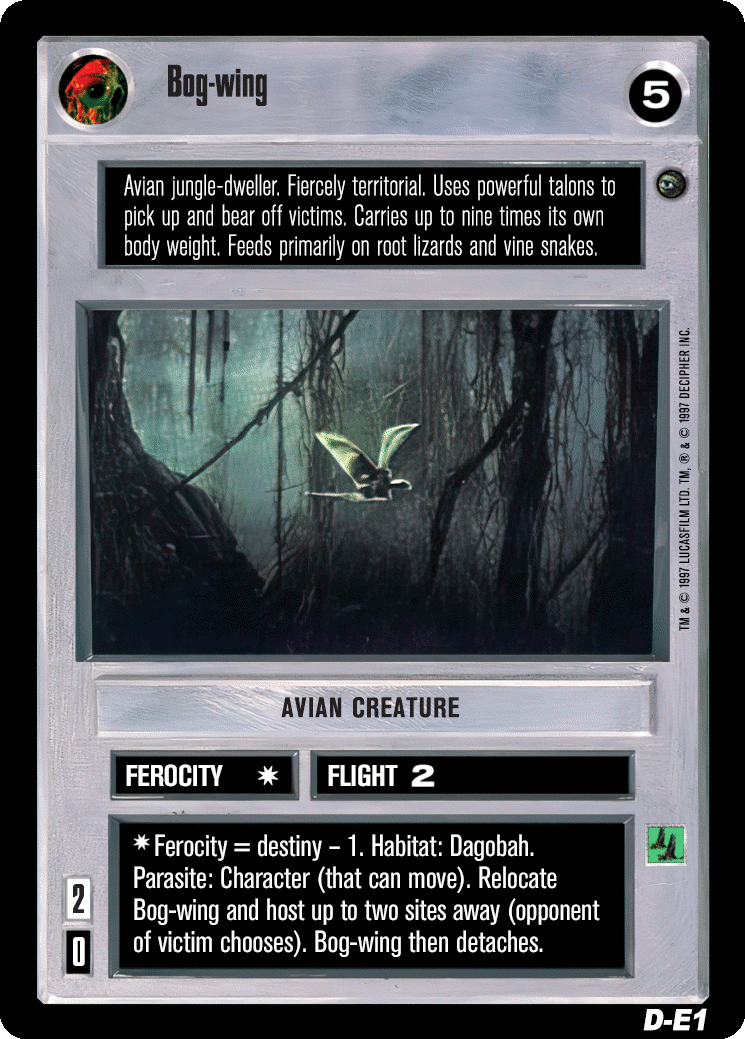 Bog-wing
5
Avian jungle-dweller. Fiercely territorial. Uses powerful talons to
pick up and bear off victims. Carries up to nine times its own
body weight. Feeds primarily on root lizards and vine snakes.
TM & © 1997 LUCASFILM LTD. TM, ® & © 1997 DECIPHER INC.
AVIAN CREATURE
FEROCITY ✷
FLIGHT 2
✷ Ferocity = destiny – 1. Habitat: Dagobah.
Parasite: Character (that can move). Relocate
Bog-wing and host up to two sites away (opponent
of victim chooses). Bog-wing then detaches.
2
0
D-E1